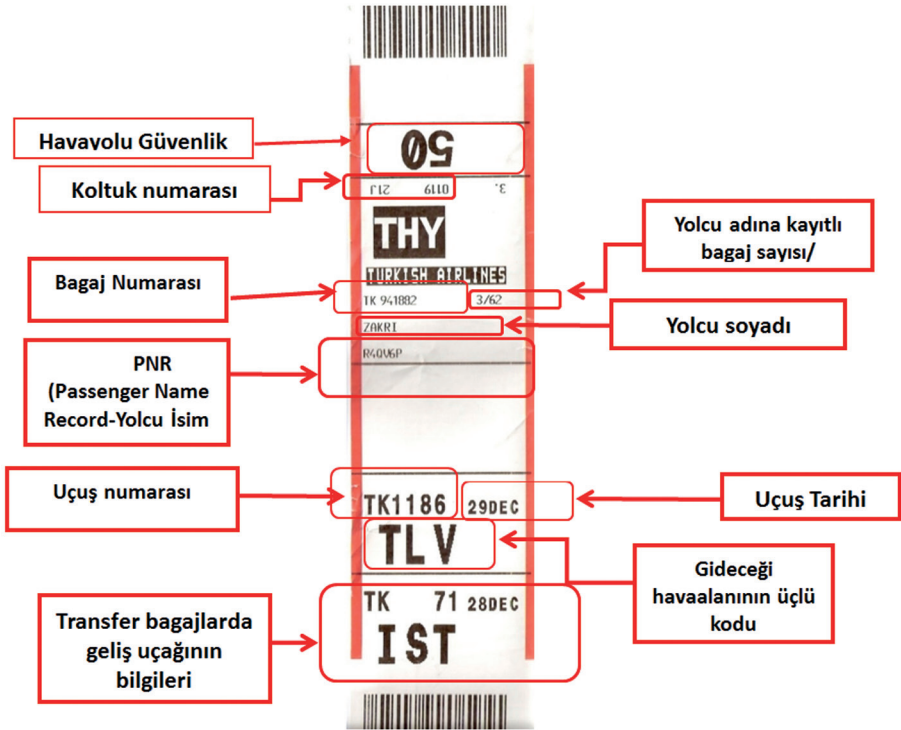 Havayolu Güvenlik
50
Koltuk numarası
21J 0119 3.
THY
TURKISH AIRLINES
Yolcu adına kayıtlı
bagaj sayısı/
Bagaj Numarası
TK 941882 3/62
ZAKRI
Yolcu soyadı
R4OV6P
PNR
(Passenger Name
Record-Yolcu İsim
Uçuş numarası
TK1186 29DEC
Uçuş Tarihi
TLV
Gideceği
havaalanının üçlü
kodu
TK 71 28DEC
IST
Transfer bagajlarda
geliş uçağının
bilgileri